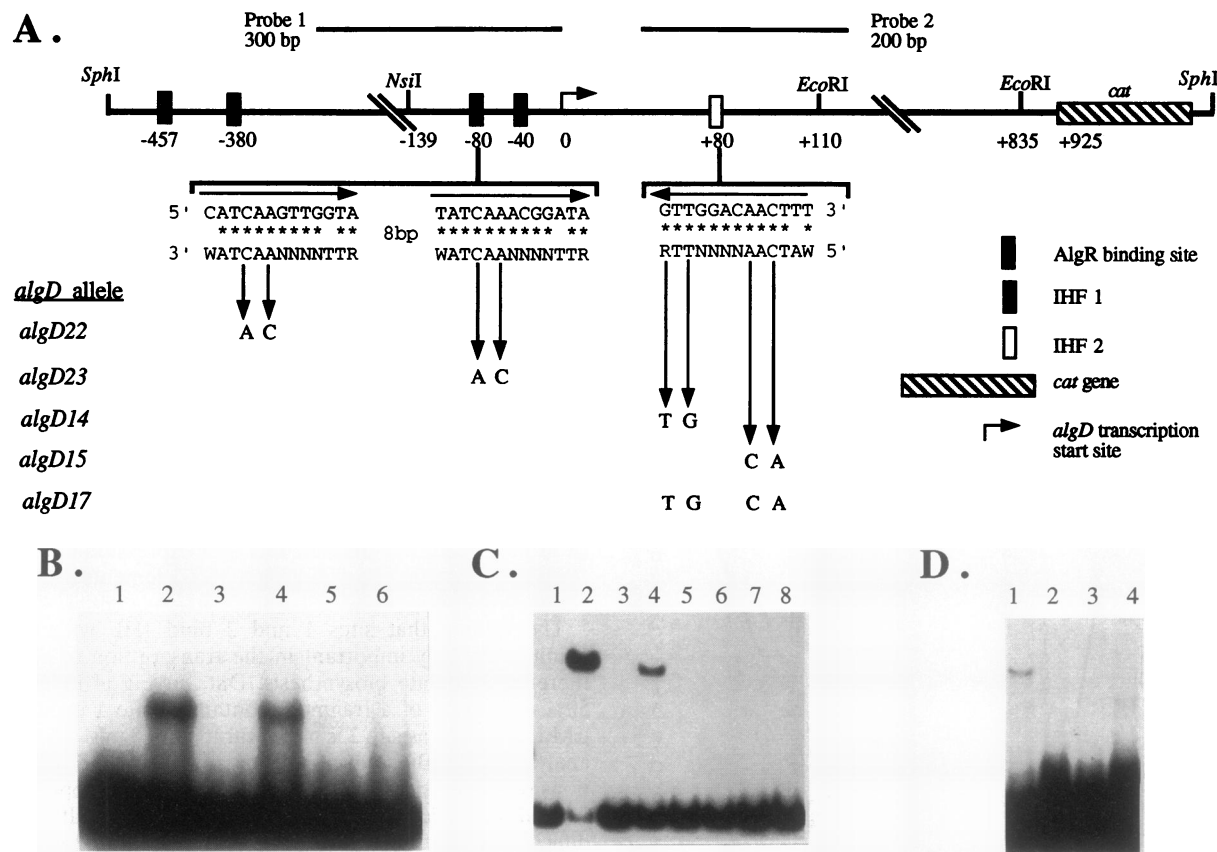 A.
Probe 1
300 bp
Probe 2
200 bp
SphI
NsiI
EcoRI
EcoRI
cat
SphI
-457
-380
-139
-80
-40
0
+80
+110
+835
+925
5' CATCAAGTTGGTA TATCAAACGGATA GTTGGACAACTTT 3'
**** ***** ** 8bp ********** ** *********** *
3' WATCAANNNNTTR WATCAANNNNTTR RTTNNNNAACTAW 5'
algD allele
algD22 A C
algD23 A C
algD14 T G
algD15 C A
algD17 T G C A
AlgR binding site
IHF 1
IHF 2
cat gene
algD transcription
start site
B.
1 2 3 4 5 6
C.
1 2 3 4 5 6 7 8
D.
1 2 3 4